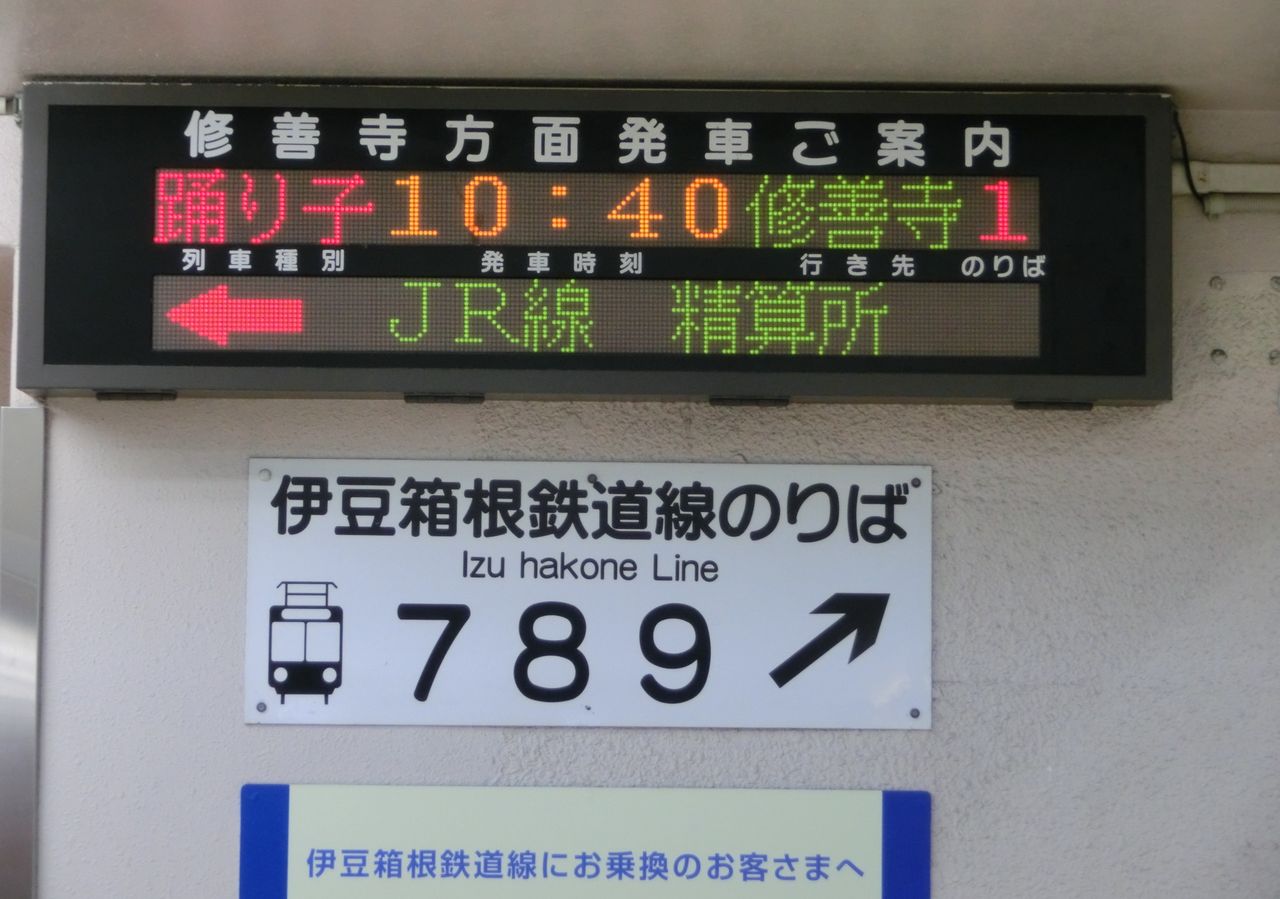 修善寺方面発車ご案内
踊り子 10:40 修善寺 1
列車種別 発車時刻 行き先 のりば
JR線 精算所
伊豆箱根鉄道線のりば
Izu hakone Line
7 8 9
伊豆箱根鉄道線にお乗換のお客さまへ